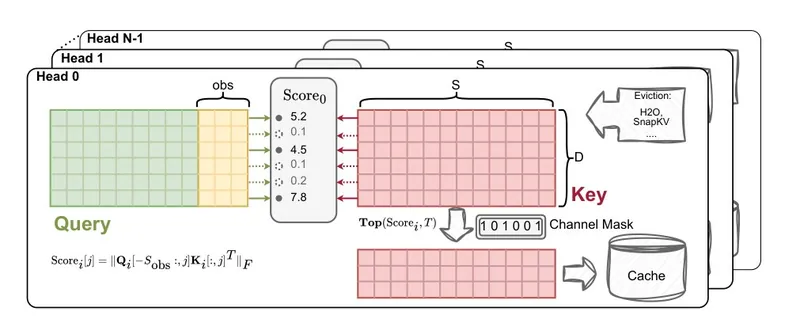 Head N-1
S
Head 1
S
Head 0
obs
Score0
S
Eviction:
H2O,
SnapKV
....
5.2
0.1
4.5
0.1
0.2
7.8
D
Key
Query
Top(Score_i, T)
1 0 1 0 0 1
Channel Mask
Score_i[j] = ‖Q_i[−S_obs :, j]K_i[:, j]^T‖_F
Cache